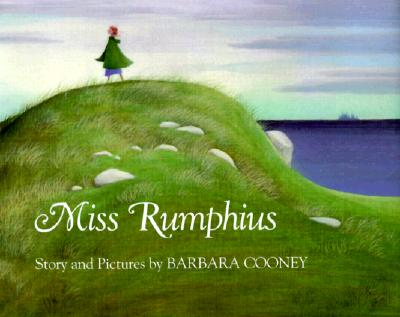 Miss Rumphius
Story and Pictures by BARBARA COONEY